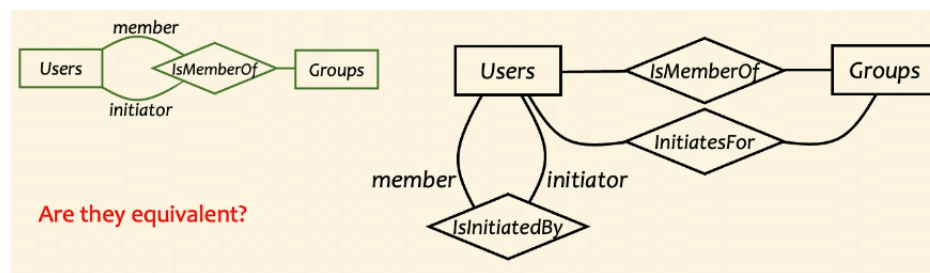 member
Users
IsMemberOf
Groups
initiator
Users
IsMemberOf
Groups
InitiatesFor
member
initiator
IsInitiatedBy
Are they equivalent?